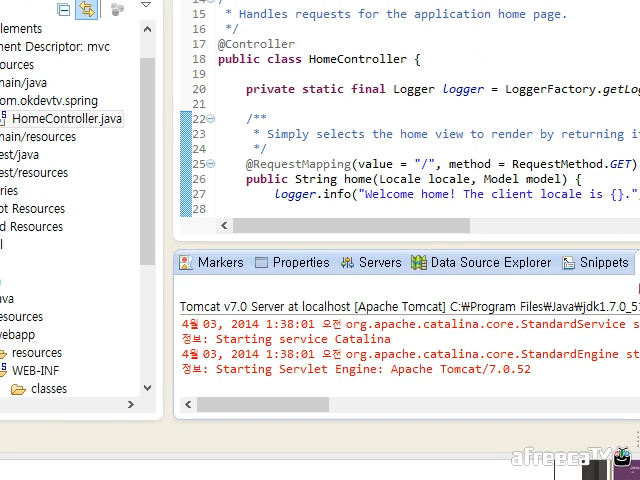 lements
ment Descriptor: mvc
ources
main/java
om.okdevtv.spring
HomeController.java
main/resources
est/java
est/resources
ries
pt Resources
d Resources
l
ava
esources
webapp
resources
WEB-INF
classes
14
15 * Handles requests for the application home page.
16 */
17 @Controller
18 public class HomeController {
19
20 private static final Logger logger = LoggerFactory.getLog
21
22 /**
23 * Simply selects the home view to render by returning i
24 */
25 @RequestMapping(value = "/", method = RequestMethod.GET)
26 public String home(Locale locale, Model model) {
27 logger.info("Welcome home! The client locale is {}."
28
Markers Properties Servers Data Source Explorer Snippets
Tomcat v7.0 Server at localhost [Apache Tomcat] C:₩Program Files₩Java₩jdk1.7.0_51
4월 03, 2014 1:38:01 오전 org.apache.catalina.core.StandardService s
정보: Starting service Catalina
4월 03, 2014 1:38:01 오전 org.apache.catalina.core.StandardEngine st
정보: Starting Servlet Engine: Apache Tomcat/7.0.52
afreecaTV